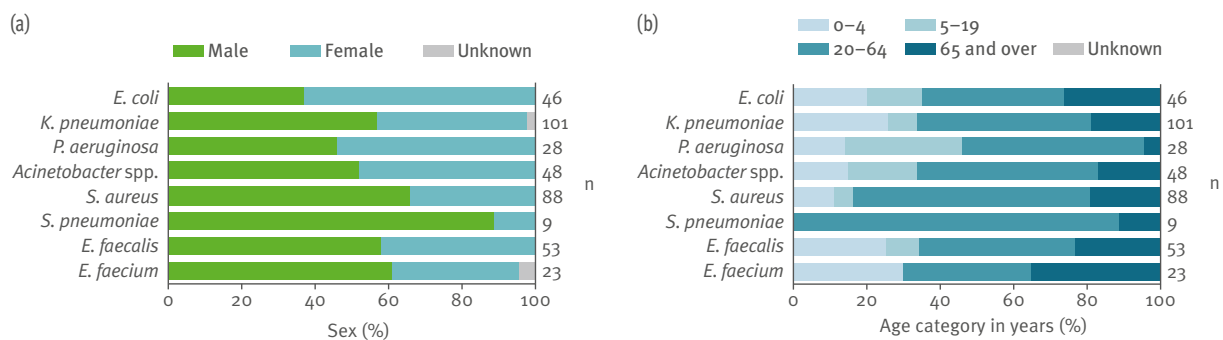 (a)
Male Female Unknown
E. coli 46
K. pneumoniae 101
P. aeruginosa 28
Acinetobacter spp. 48
S. aureus 88
S. pneumoniae 9
E. faecalis 53
E. faecium 23
n
0 20 40 60 80 100
Sex (%)
(b)
0–4 5–19
20–64 65 and over Unknown
E. coli 46
K. pneumoniae 101
P. aeruginosa 28
Acinetobacter spp. 48
S. aureus 88
S. pneumoniae 9
E. faecalis 53
E. faecium 23
n
0 20 40 60 80 100
Age category in years (%)